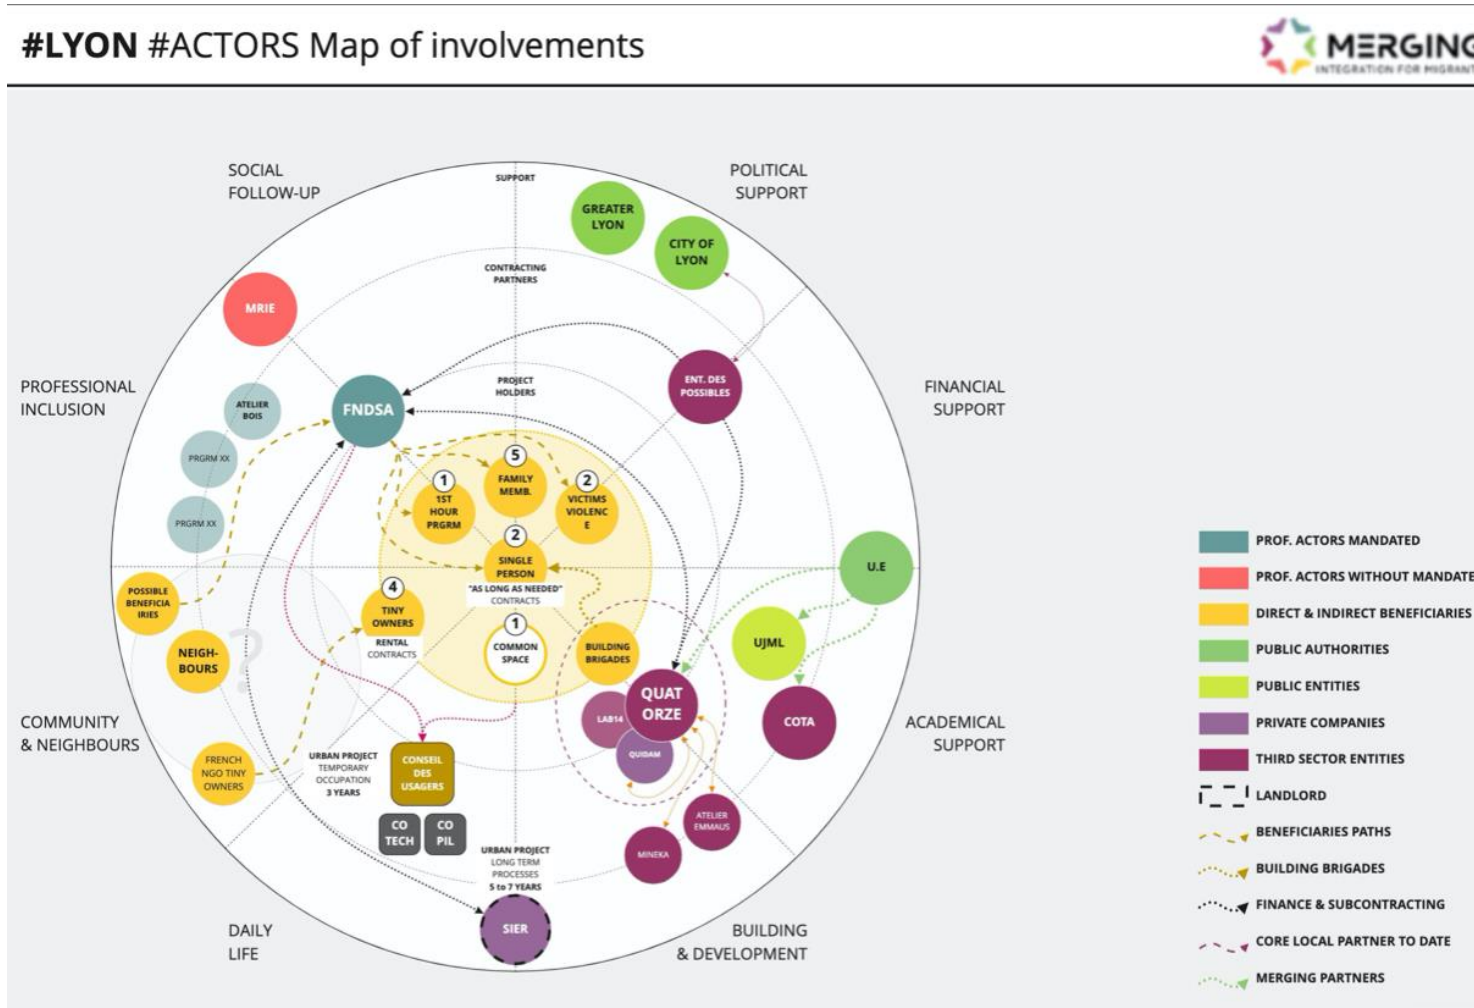 #LYON #ACTORS Map of involvements
MERGING
INTEGRATION FOR MIGRANT
SOCIAL
FOLLOW-UP
SUPPORT
POLITICAL
SUPPORT
GREATER
LYON
CITY OF
LYON
CONTRACTING
PARTNERS
MRIE
PROFESSIONAL
INCLUSION
ATELIER
BOIS
FNDSA
PROJECT
HOLDERS
ENT. DES
POSSIBLES
FINANCIAL
SUPPORT
PRGRM XX
PRGRM XX
1
1ST
HOUR
PRGRM
5
FAMILY
MEMB.
2
VICTIMS
VIOLENC
E
2
SINGLE
PERSON
"AS LONG AS NEEDED"
CONTRACTS
U.E
POSSIBLE
BENEFICIA
IRIES
4
TINY
OWNERS
RENTAL
CONTRACTS
1
COMMON
SPACE
BUILDING
BRIGADES
UJML
NEIGH-
BOURS
?
QUAT
ORZE
LAB14
QUIDAM
COTA
COMMUNITY
& NEIGHBOURS
ACADEMICAL
SUPPORT
FRENCH
NGO TINY
OWNERS
URBAN PROJECT
TEMPORARY
OCCUPATION
3 YEARS
CONSEIL
DES
USAGERS
CO
TECH
CO
PIL
ATELIER
EMMAUS
MINEKA
URBAN PROJECT
LONG TERM
PROCESSES
5 to 7 YEARS
SIER
DAILY
LIFE
BUILDING
& DEVELOPMENT
PROF. ACTORS MANDATED
PROF. ACTORS WITHOUT MANDATE
DIRECT & INDIRECT BENEFICIARIES
PUBLIC AUTHORITIES
PUBLIC ENTITIES
PRIVATE COMPANIES
THIRD SECTOR ENTITIES
LANDLORD
BENEFICIARIES PATHS
BUILDING BRIGADES
FINANCE & SUBCONTRACTING
CORE LOCAL PARTNER TO DATE
MERGING PARTNERS